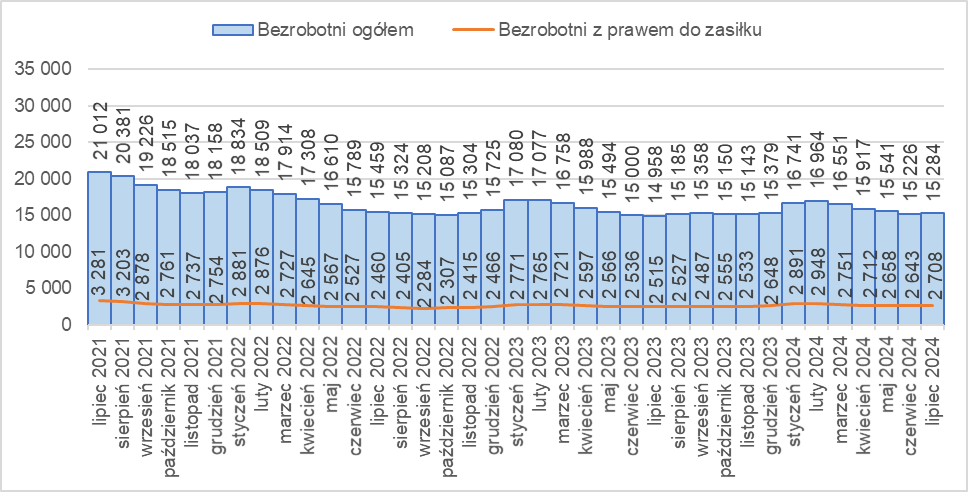 Bezrobotni ogółem
Bezrobotni z prawem do zasiłku
35 000
30 000
25 000
20 000
15 000
10 000
5 000
0
21 012
20 381
19 226
18 515
18 037
18 158
18 834
18 509
17 914
17 308
16 610
15 789
15 459
15 324
15 208
15 087
15 304
15 725
17 080
17 077
16 758
15 988
15 494
15 000
14 958
15 185
15 358
15 150
15 143
15 379
16 741
16 964
16 551
15 917
15 541
15 226
15 284
3 281
3 203
2 878
2 761
2 737
2 754
2 881
2 876
2 727
2 645
2 567
2 527
2 460
2 405
2 284
2 307
2 415
2 466
2 771
2 765
2 721
2 597
2 566
2 536
2 515
2 527
2 487
2 555
2 533
2 648
2 891
2 948
2 751
2 712
2 658
2 643
2 708
lipiec 2021
sierpień 2021
wrzesień 2021
październik 2021
listopad 2021
grudzień 2021
styczeń 2022
luty 2022
marzec 2022
kwiecień 2022
maj 2022
czerwiec 2022
lipiec 2022
sierpień 2022
wrzesień 2022
październik 2022
listopad 2022
grudzień 2022
styczeń 2023
luty 2023
marzec 2023
kwiecień 2023
maj 2023
czerwiec 2023
lipiec 2023
sierpień 2023
wrzesień 2023
październik 2023
listopad 2023
grudzień 2023
styczeń 2024
luty 2024
marzec 2024
kwiecień 2024
maj 2024
czerwiec 2024
lipiec 2024